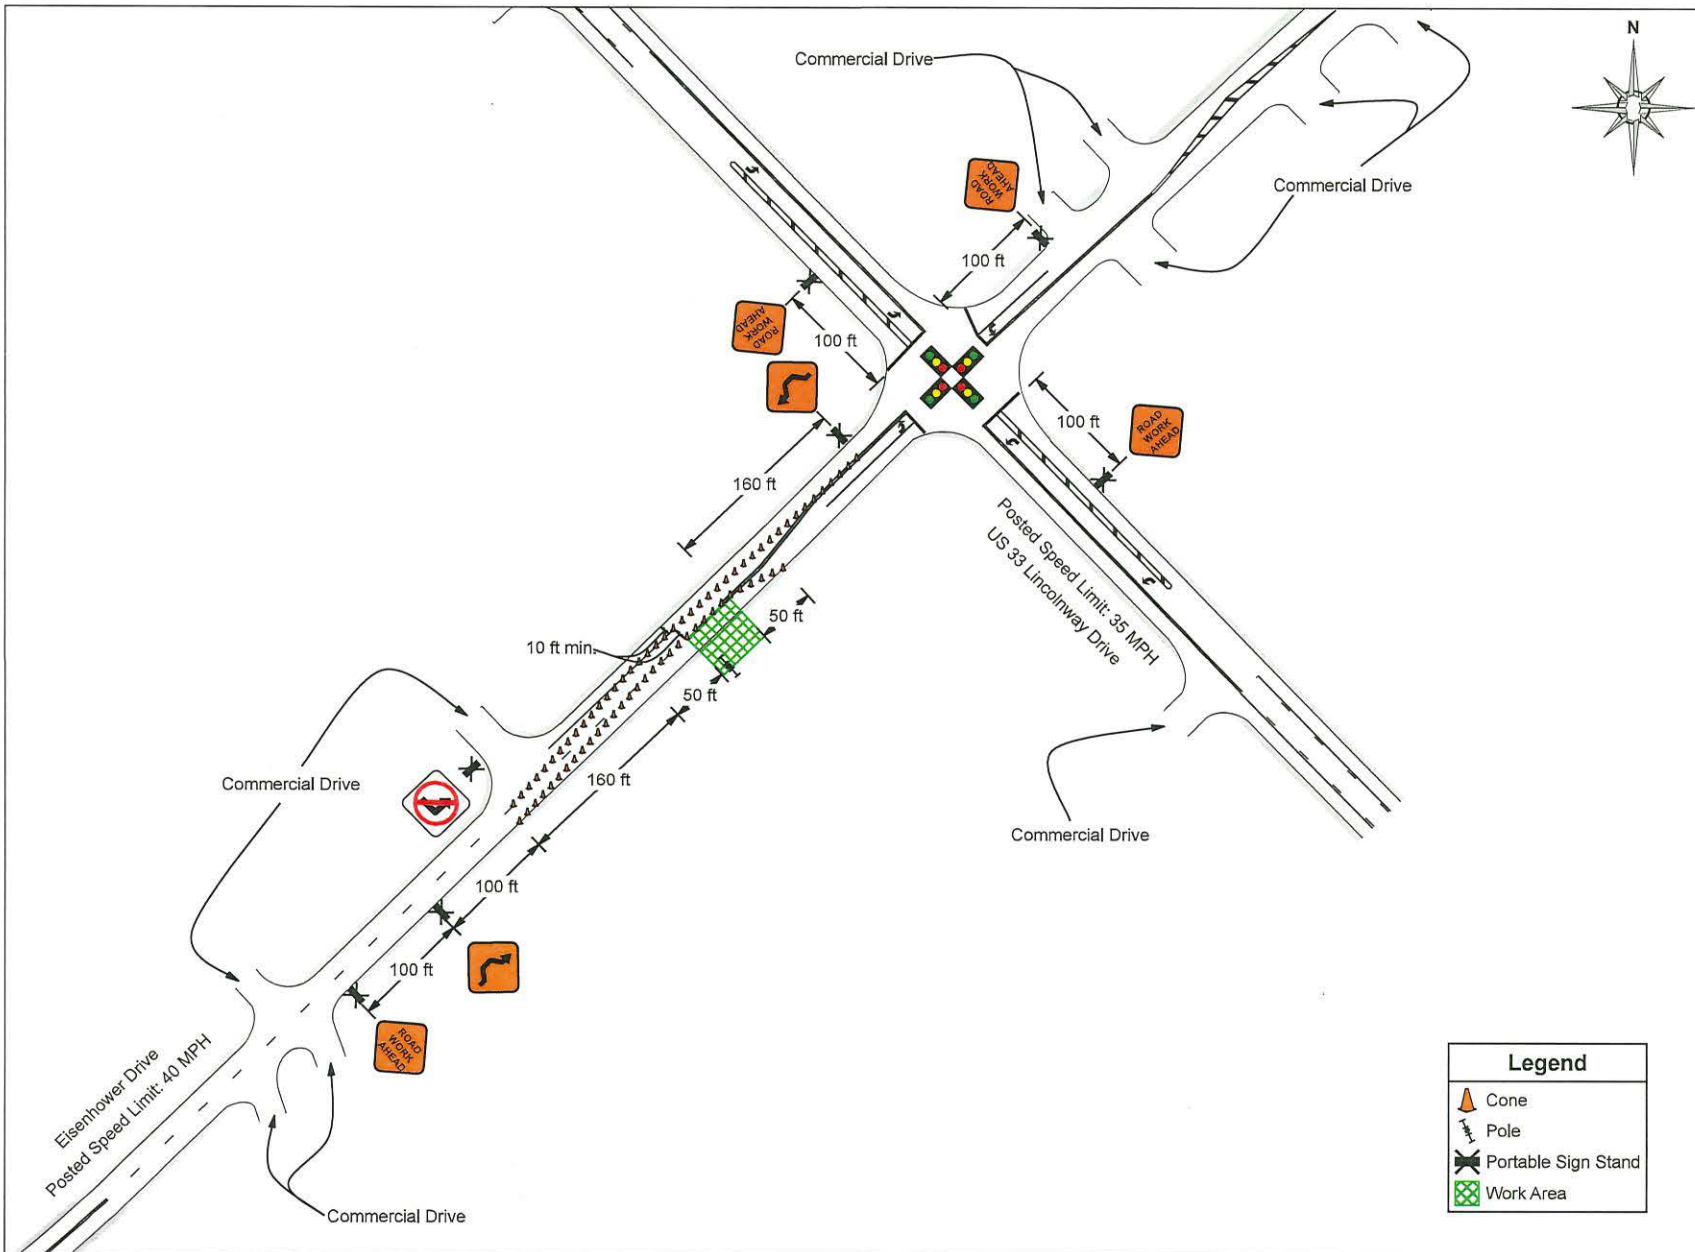 N
Commercial Drive
Commercial Drive
ROAD
WORK
AHEAD
100 ft
ROAD
WORK
AHEAD
100 ft
100 ft
ROAD
WORK
AHEAD
160 ft
Posted Speed Limit: 35 MPH
US 33 Lincolnway Drive
50 ft
10 ft min.
50 ft
160 ft
Commercial Drive
Commercial Drive
100 ft
100 ft
ROAD
WORK
AHEAD
Eisenhower Drive
Posted Speed Limit: 40 MPH
Commercial Drive
Legend
Cone
Pole
Portable Sign Stand
Work Area